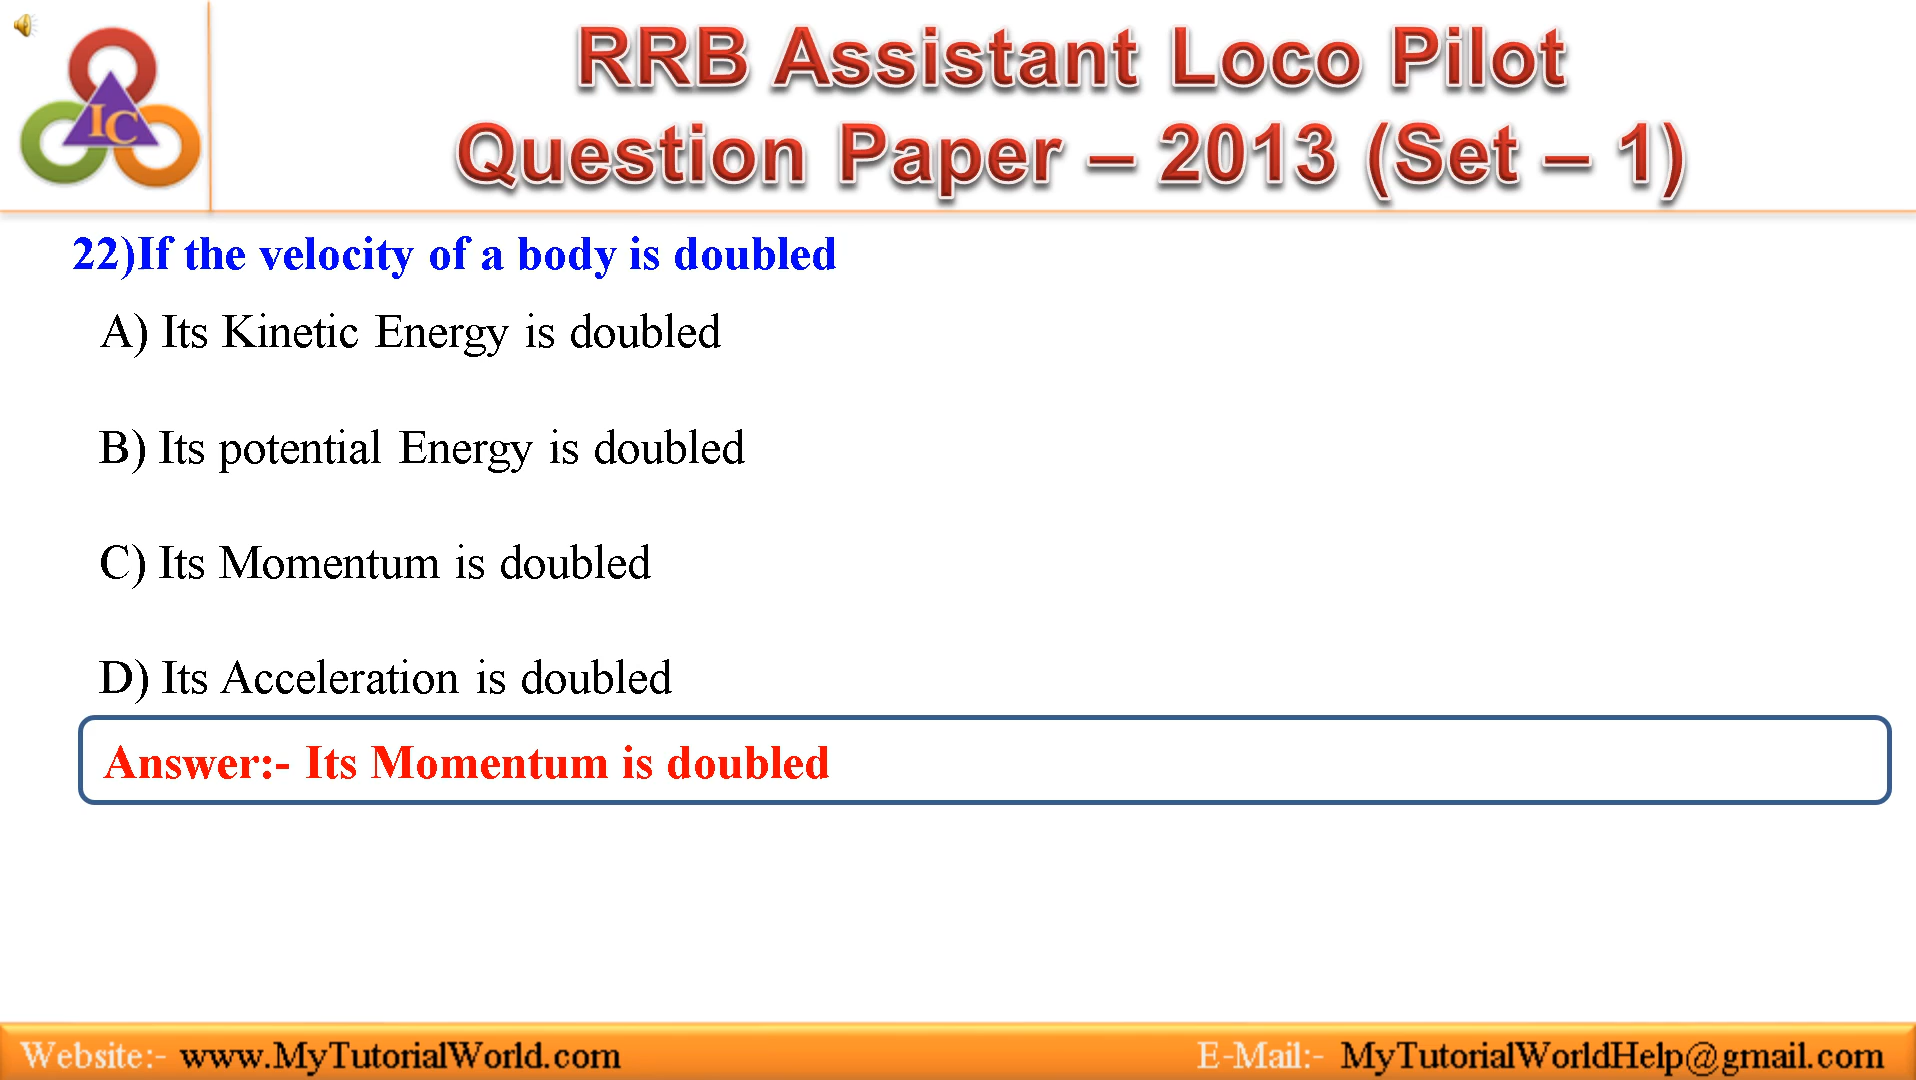 RRB Assistant Loco Pilot
Question Paper – 2013 (Set – 1)
IC
22)If the velocity of a body is doubled
A) Its Kinetic Energy is doubled
B) Its potential Energy is doubled
C) Its Momentum is doubled
D) Its Acceleration is doubled
Answer:- Its Momentum is doubled
Website:- www.MyTutorialWorld.com
E-Mail:- MyTutorialWorldHelp@gmail.com